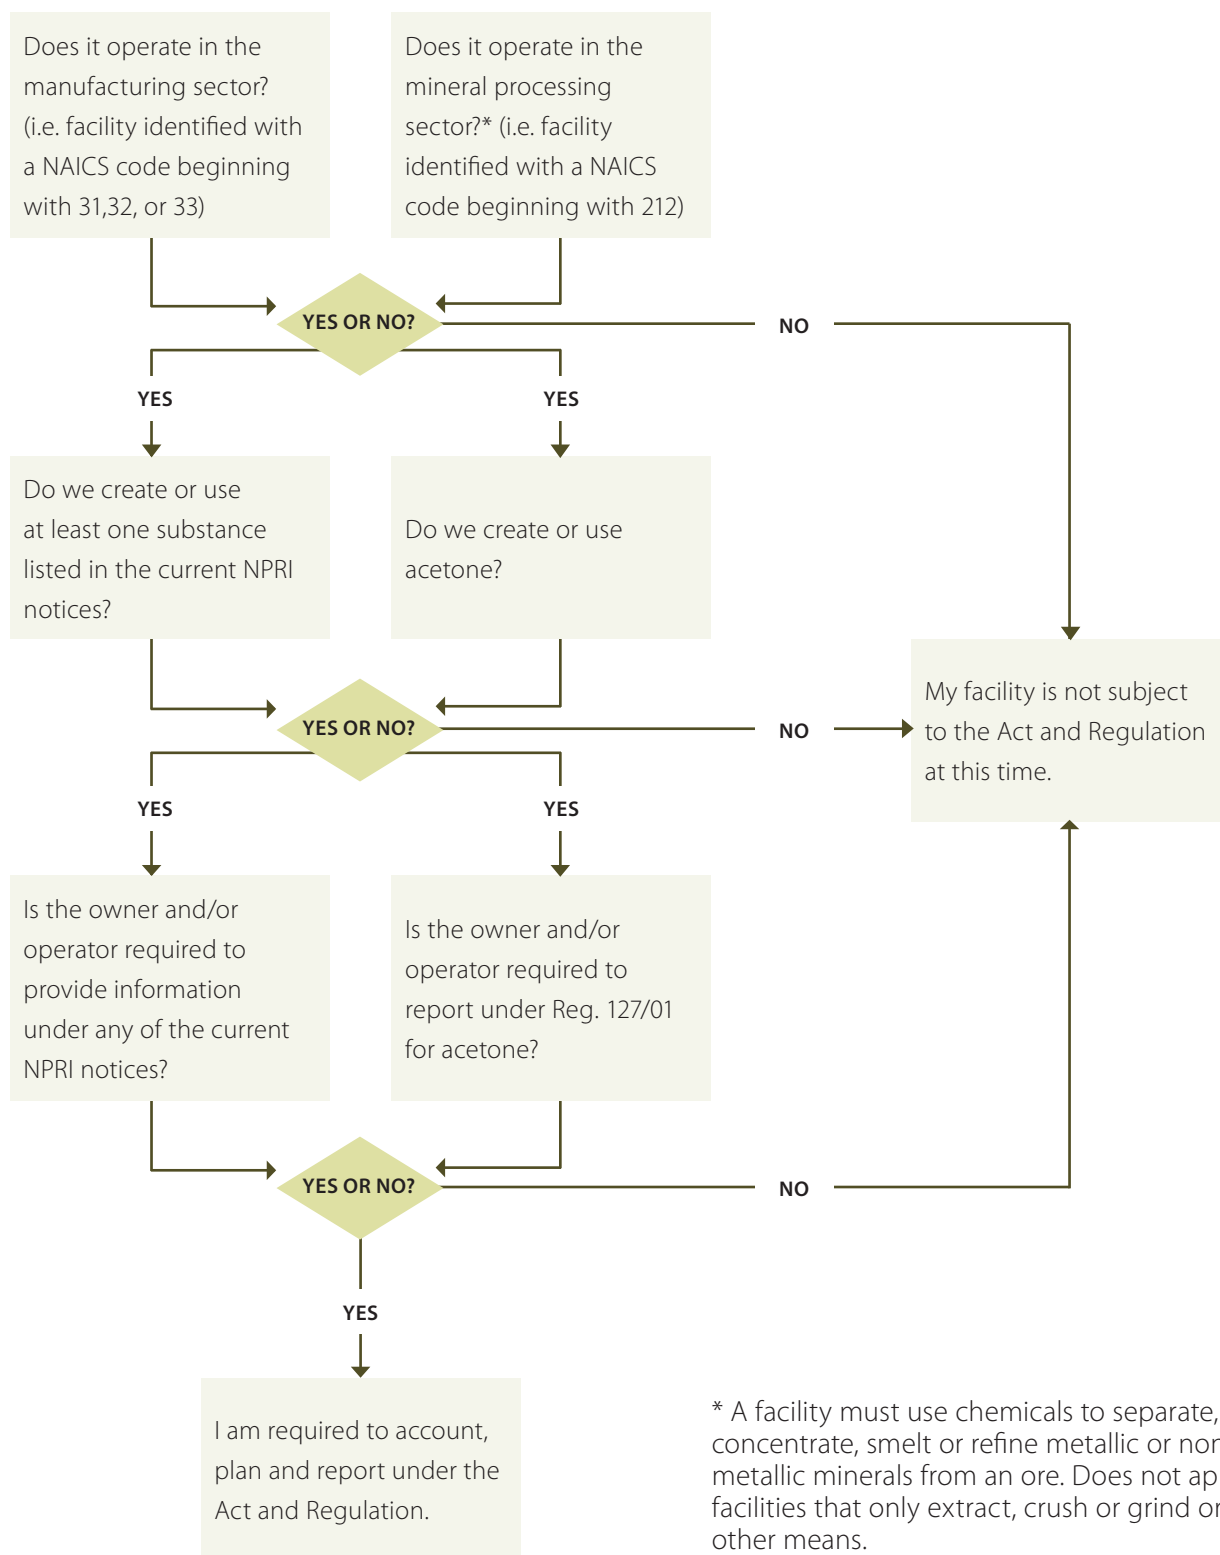 Does it operate in the
manufacturing sector?
(i.e. facility identified with
a NAICS code beginning
with 31,32, or 33)
Does it operate in the
mineral processing
sector?* (i.e. facility
identified with a NAICS
code beginning with 212)
YES OR NO?
NO
YES
YES
Do we create or use
at least one substance
listed in the current NPRI
notices?
Do we create or use
acetone?
YES OR NO?
NO
My facility is not subject
to the Act and Regulation
at this time.
YES
YES
Is the owner and/or
operator required to
provide information
under any of the current
NPRI notices?
Is the owner and/or
operator required to
report under Reg. 127/01
for acetone?
YES OR NO?
NO
YES
I am required to account,
plan and report under the
Act and Regulation.
* A facility must use chemicals to separate,
concentrate, smelt or refine metallic or
metallic minerals from an ore. Does not
facilities that only extract, crush or grind
other means.